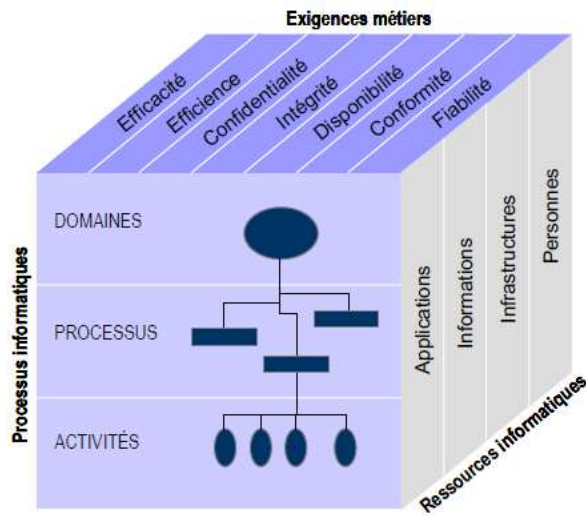 Exigences métiers
Efficacité
Efficience
Confidentialité
Intégrité
Disponibilité
Conformité
Fiabilité
Processus informatiques
DOMAINES
PROCESSUS
ACTIVITÉS
Applications
Informations
Infrastructures
Personnes
Ressources informatiques